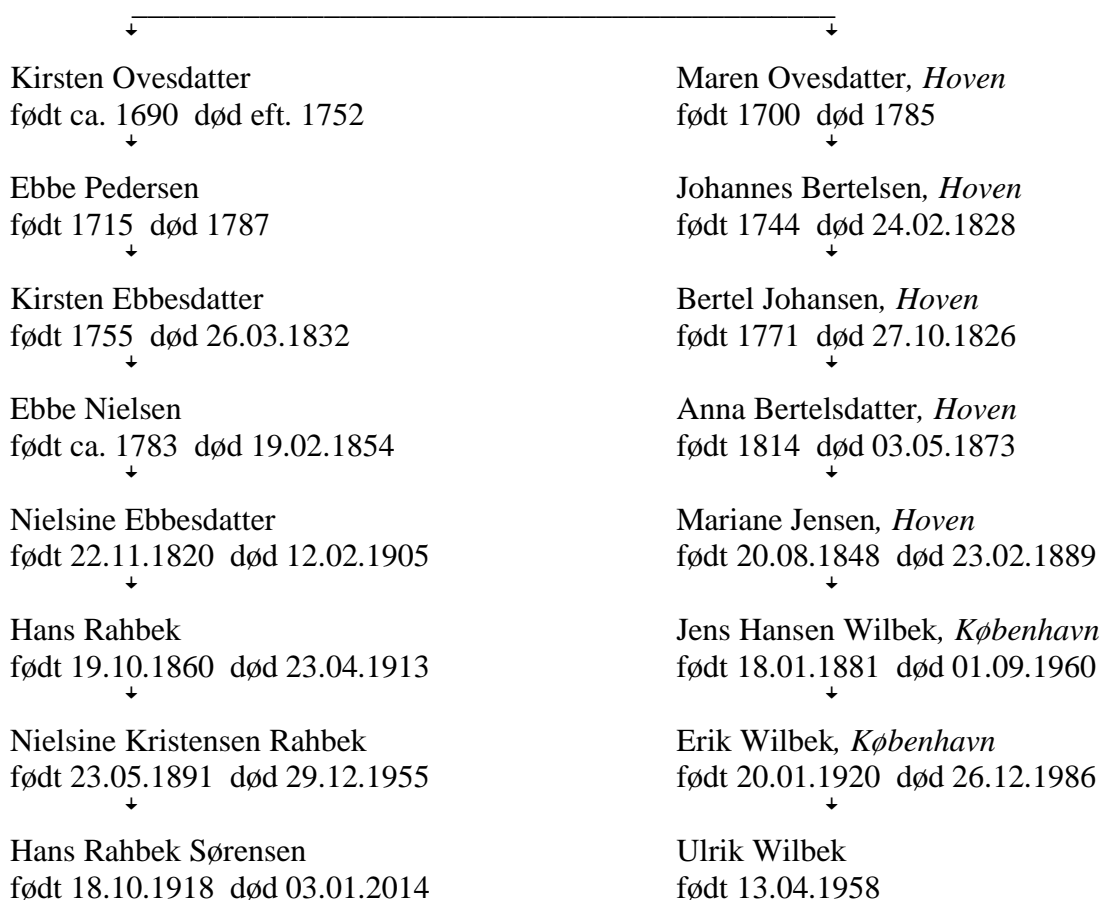 Kirsten Ovesdatter
født ca. 1690 død eft. 1752
Ebbe Pedersen
født 1715 død 1787
Kirsten Ebbesdatter
født 1755 død 26.03.1832
Ebbe Nielsen
født ca. 1783 død 19.02.1854
Nielsine Ebbesdatter
født 22.11.1820 død 12.02.1905
Hans Rahbek
født 19.10.1860 død 23.04.1913
Nielsine Kristensen Rahbek
født 23.05.1891 død 29.12.1955
Hans Rahbek Sørensen
født 18.10.1918 død 03.01.2014
Maren Ovesdatter, Hoven
født 1700 død 1785
Johannes Bertelsen, Hoven
født 1744 død 24.02.1828
Bertel Johansen, Hoven
født 1771 død 27.10.1826
Anna Bertelsdatter, Hoven
født 1814 død 03.05.1873
Mariane Jensen, Hoven
født 20.08.1848 død 23.02.1889
Jens Hansen Wilbek, København
født 18.01.1881 død 01.09.1960
Erik Wilbek, København
født 20.01.1920 død 26.12.1986
Ulrik Wilbek
født 13.04.1958